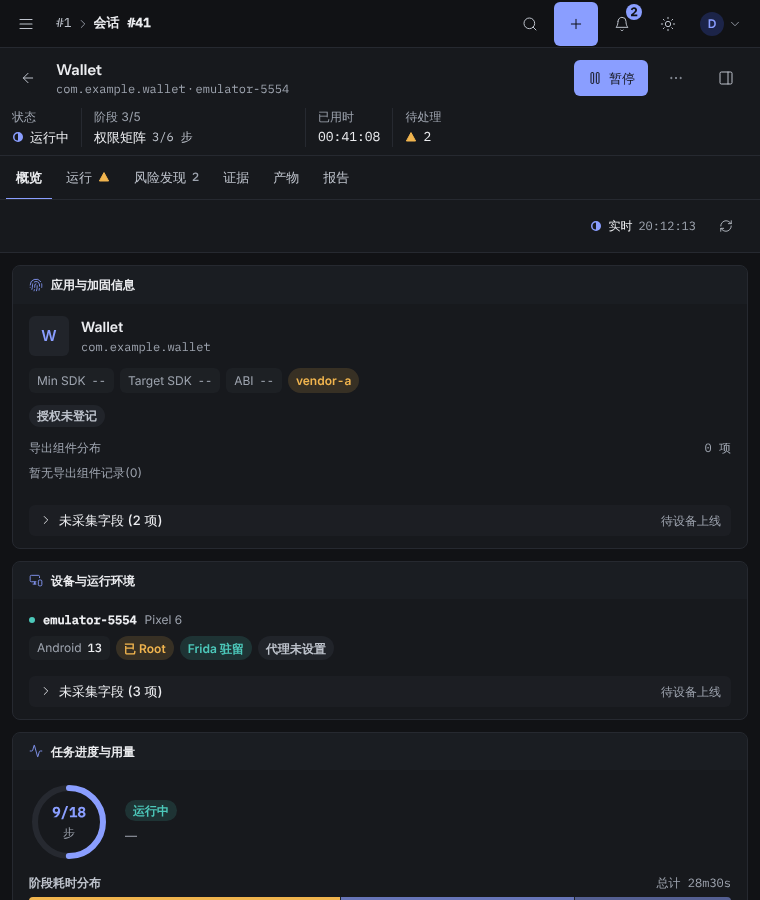 #1 会话 #41
2
D
Wallet
com.example.wallet·emulator-5554
暂停
状态
运行中
阶段 3/5
权限矩阵 3/6 步
已用时
00:41:08
待处理
2
概览 运行 风险发现 2 证据 产物 报告
实时 20:12:13
应用与加固信息
W
Wallet
com.example.wallet
Min SDK -- Target SDK -- ABI -- vendor-a
授权未登记
导出组件分布 0 项
暂无导出组件记录(0)
未采集字段 (2 项) 待设备上线
设备与运行环境
emulator-5554 Pixel 6
Android 13 已 Root Frida 驻留 代理未设置
未采集字段 (3 项) 待设备上线
任务进度与用量
9/18
步
运行中
—
阶段耗时分布 总计 28m30s